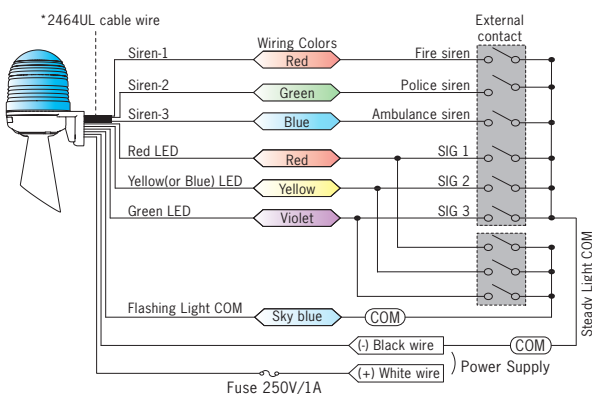 *2464UL cable wire
External contact
Wiring Colors
Siren-1 Red Fire siren
Siren-2 Green Police siren
Siren-3 Blue Ambulance siren
Red LED Red SIG 1
Yellow(or Blue) LED Yellow SIG 2
Green LED Violet SIG 3
Steady Light COM
Flashing Light COM Sky blue COM
(-) Black wire COM
(+) White wire Power Supply
Fuse 250V/1A